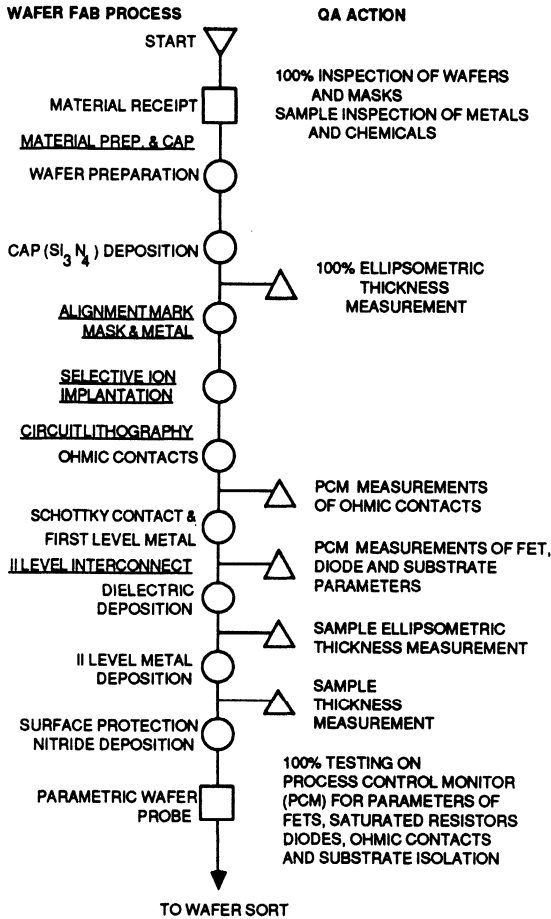 WAFER FAB PROCESS
QA ACTION
START
100% INSPECTION OF WAFERS
AND MASKS
SAMPLE INSPECTION OF METALS
AND CHEMICALS
MATERIAL RECEIPT
MATERIAL PREP. & CAP
WAFER PREPARATION
CAP (SI3 N4) DEPOSITION
100% ELLIPSOMETRIC
THICKNESS
MEASUREMENT
ALIGNMENT MARK
MASK & METAL
SELECTIVE ION
IMPLANTATION
CIRCUIT LITHOGRAPHY
OHMIC CONTACTS
PCM MEASUREMENTS
OF OHMIC CONTACTS
SCHOTTKY CONTACT &
FIRST LEVEL METAL
PCM MEASUREMENTS OF FET,
DIODE AND SUBSTRATE
PARAMETERS
II LEVEL INTERCONNECT
DIELECTRIC
DEPOSITION
SAMPLE ELLIPSOMETRIC
THICKNESS MEASUREMENT
II LEVEL METAL
DEPOSITION
SAMPLE
THICKNESS
MEASUREMENT
SURFACE PROTECTION
NITRIDE DEPOSITION
100% TESTING ON
PROCESS CONTROL MONITOR
(PCM) FOR PARAMETERS OF
FETS, SATURATED RESISTORS
DIODES, OHMIC CONTACTS
AND SUBSTRATE ISOLATION
PARAMETRIC WAFER
PROBE
TO WAFER SORT